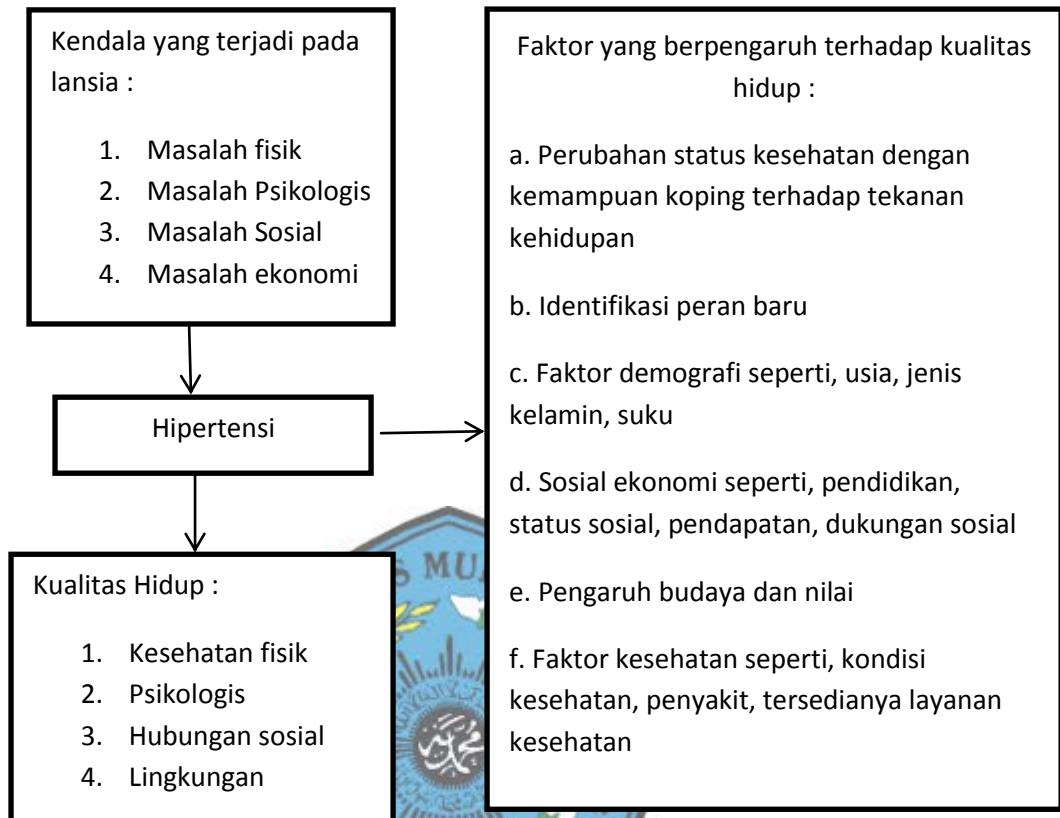 Kendala yang terjadi pada
lansia :
1. Masalah fisik
2. Masalah Psikologis
3. Masalah Sosial
4. Masalah ekonomi
Hipertensi
Kualitas Hidup :
1. Kesehatan fisik
2. Psikologis
3. Hubungan sosial
4. Lingkungan
Faktor yang berpengaruh terhadap kualitas
hidup :
a. Perubahan status kesehatan dengan
kemampuan koping terhadap tekanan
kehidupan
b. Identifikasi peran baru
c. Faktor demografi seperti, usia, jenis
kelamin, suku
d. Sosial ekonomi seperti, pendidikan,
status sosial, pendapatan, dukungan sosial
e. Pengaruh budaya dan nilai
f. Faktor kesehatan seperti, kondisi
kesehatan, penyakit, tersedianya layanan
kesehatan
S MU